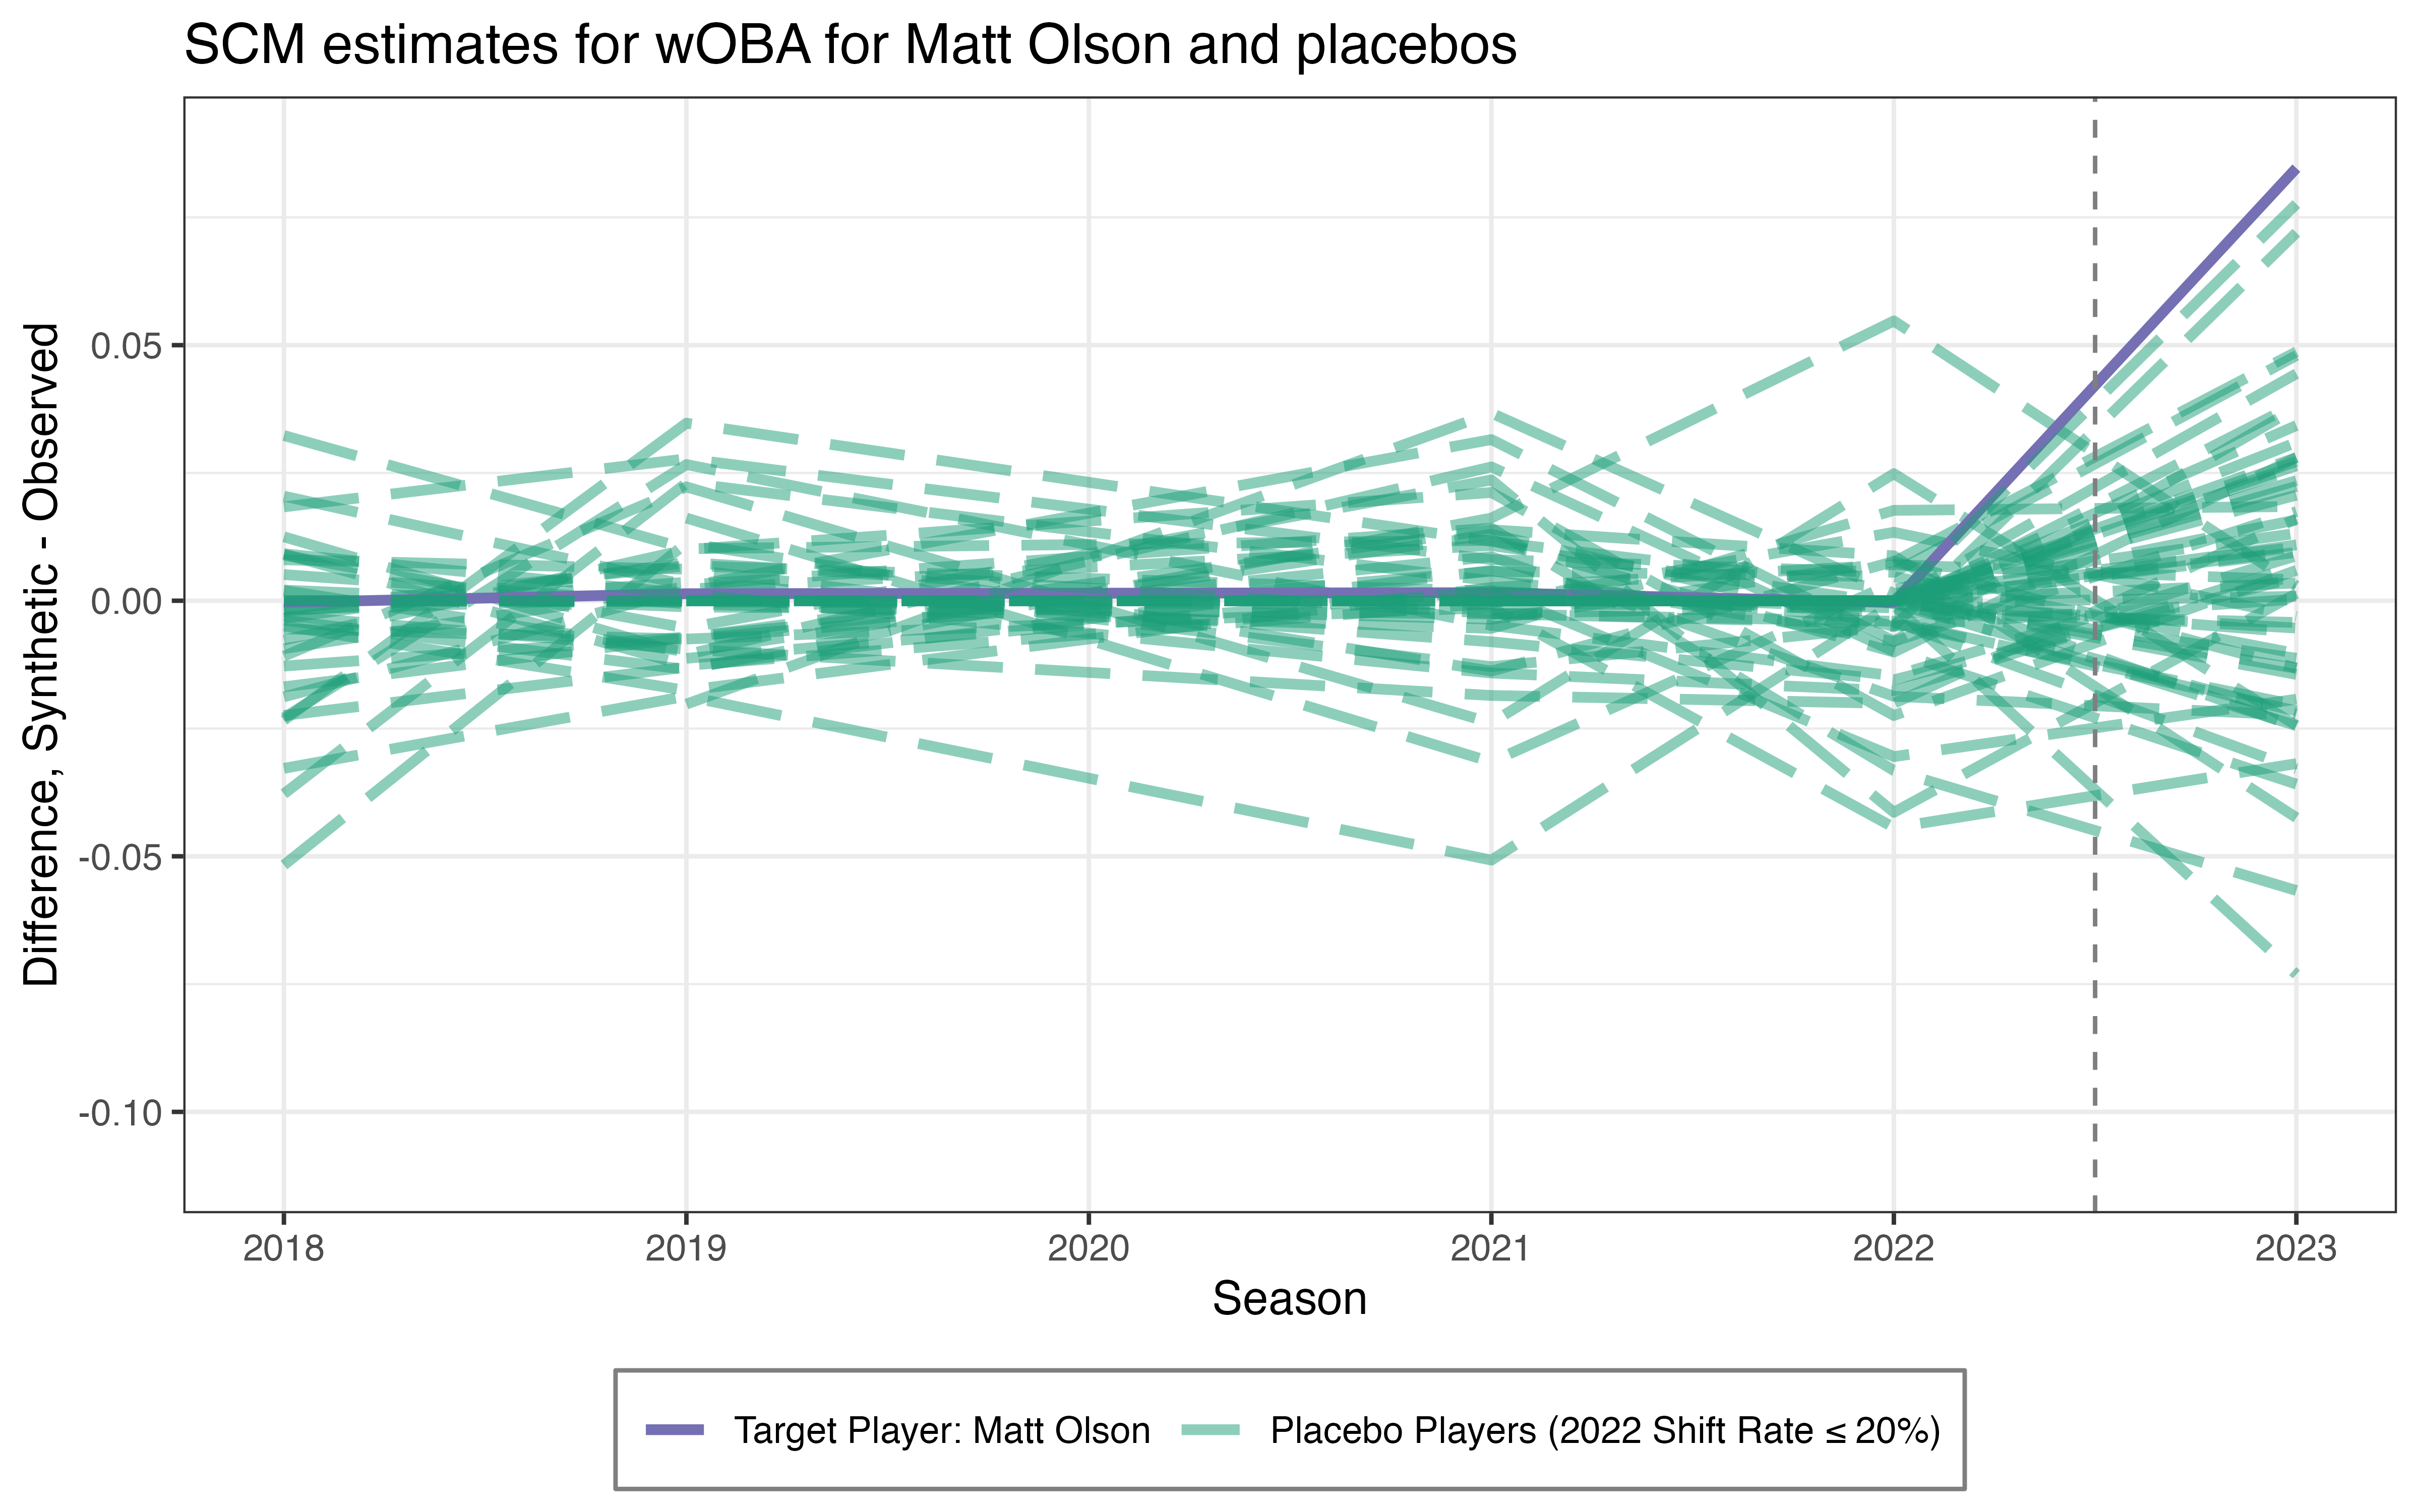 SCM estimates for wOBA for Matt Olson and placebos
Difference, Synthetic - Observed
0.05
0.00
-0.05
-0.10
2018 2019 2020 2021 2022 2023
Season
Target Player: Matt Olson Placebo Players (2022 Shift Rate ≤ 20%)